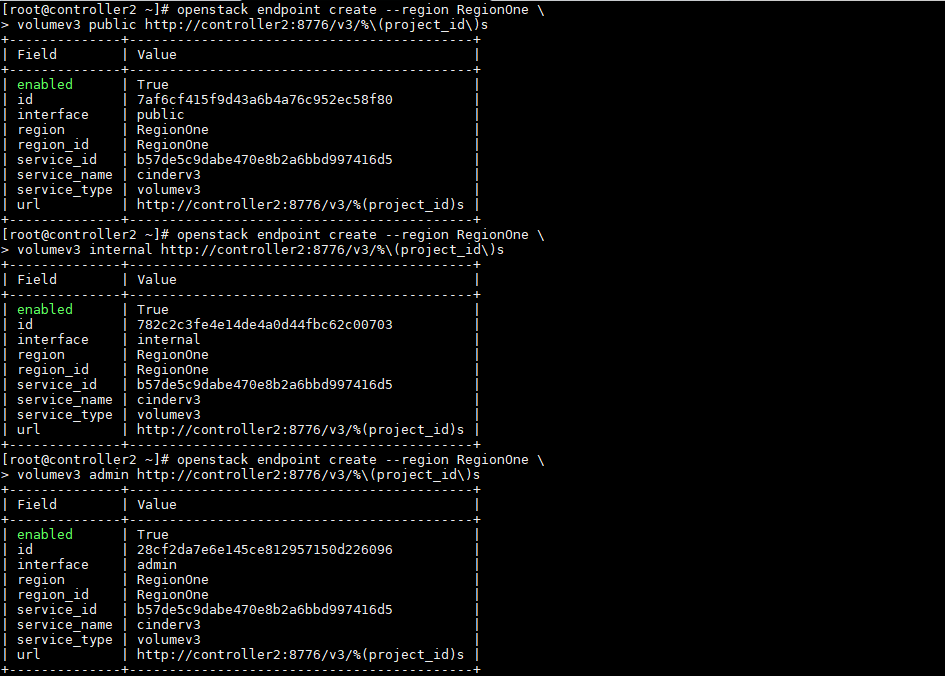 [root@controller2 ~]# openstack endpoint create --region RegionOne \
> volumev3 public http://controller2:8776/v3/%\(project_id\)s
+--------------+-------------------------------------------+
| Field        | Value                                     |
+--------------+-------------------------------------------+
| enabled      | True                                      |
| id           | 7af6cf415f9d43a6b4a76c952ec58f80          |
| interface    | public                                    |
| region       | RegionOne                                 |
| region_id    | RegionOne                                 |
| service_id   | b57de5c9dabe470e8b2a6bbd997416d5          |
| service_name | cinderv3                                  |
| service_type | volumev3                                  |
| url          | http://controller2:8776/v3/%(project_id)s |
+--------------+-------------------------------------------+
[root@controller2 ~]# openstack endpoint create --region RegionOne \
> volumev3 internal http://controller2:8776/v3/%\(project_id\)s
+--------------+-------------------------------------------+
| Field        | Value                                     |
+--------------+-------------------------------------------+
| enabled      | True                                      |
| id           | 782c2c3fe4e14de4a0d44fbc62c00703          |
| interface    | internal                                  |
| region       | RegionOne                                 |
| region_id    | RegionOne                                 |
| service_id   | b57de5c9dabe470e8b2a6bbd997416d5          |
| service_name | cinderv3                                  |
| service_type | volumev3                                  |
| url          | http://controller2:8776/v3/%(project_id)s |
+--------------+-------------------------------------------+
[root@controller2 ~]# openstack endpoint create --region RegionOne \
> volumev3 admin http://controller2:8776/v3/%\(project_id\)s
+--------------+-------------------------------------------+
| Field        | Value                                     |
+--------------+-------------------------------------------+
| enabled      | True                                      |
| id           | 28cf2da7e6e145ce812957150d226096          |
| interface    | admin                                     |
| region       | RegionOne                                 |
| region_id    | RegionOne                                 |
| service_id   | b57de5c9dabe470e8b2a6bbd997416d5          |
| service_name | cinderv3                                  |
| service_type | volumev3                                  |
| url          | http://controller2:8776/v3/%(project_id)s |
+--------------+-------------------------------------------+